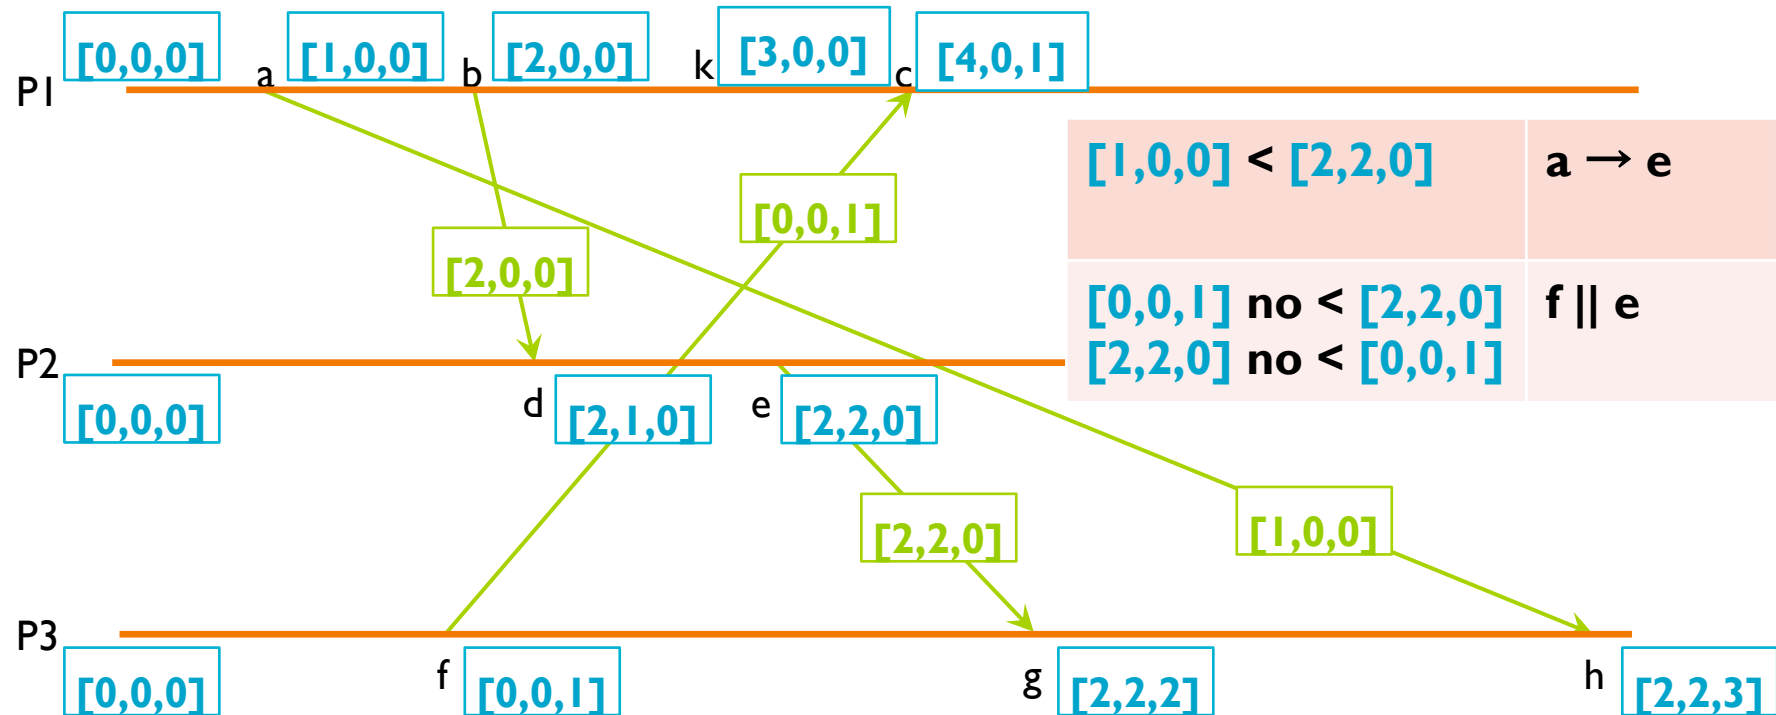 [0,0,0] [1,0,0] [2,0,0] [3,0,0] [4,0,1]
P1 a b k c
[1,0,0] < [2,2,0] a → e
[0,0,1]
[2,0,0]
[0,0,1] no < [2,2,0] f || e
[2,2,0] no < [0,0,1]
P2
[0,0,0] d [2,1,0] e [2,2,0]
[2,2,0] [1,0,0]
P3
[0,0,0] f [0,0,1] g [2,2,2] h [2,2,3]